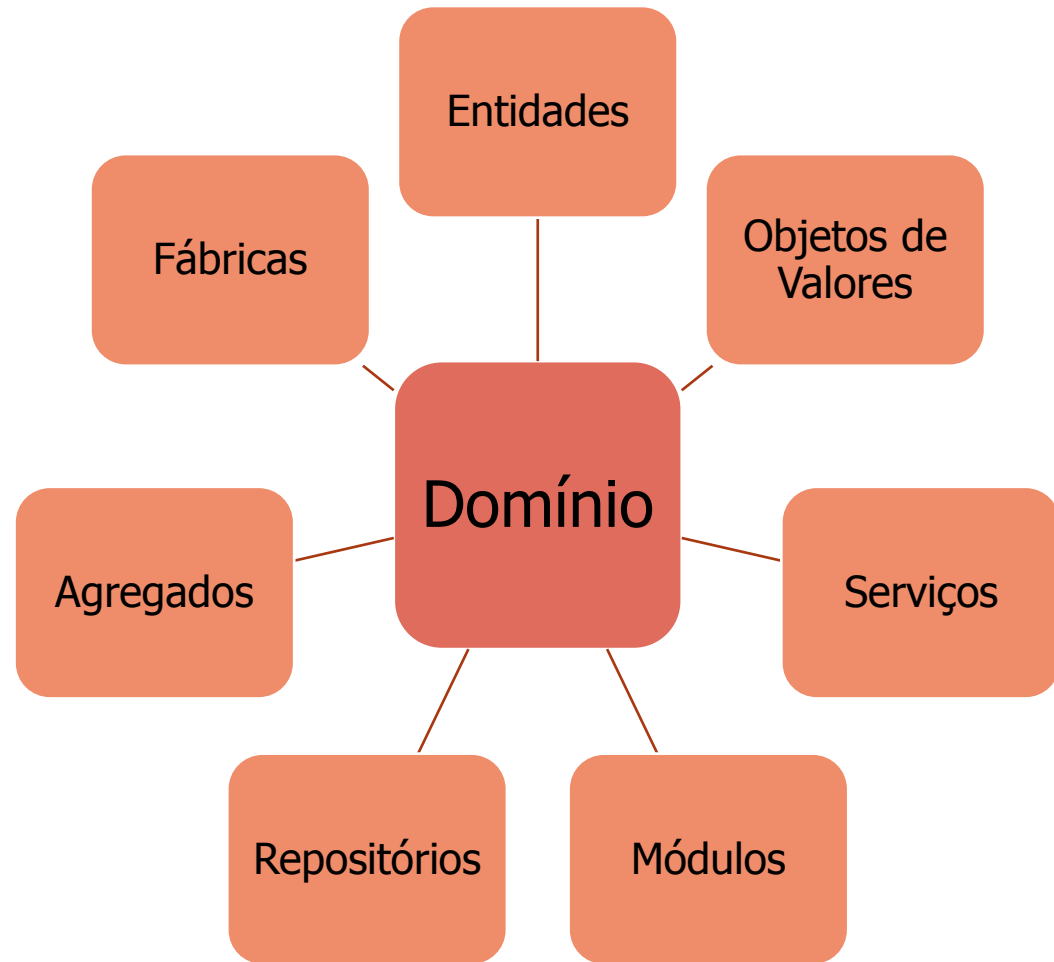 Entidades
Objetos de
Valores
Serviços
Módulos
Repositórios
Agregados
Fábricas
Domínio